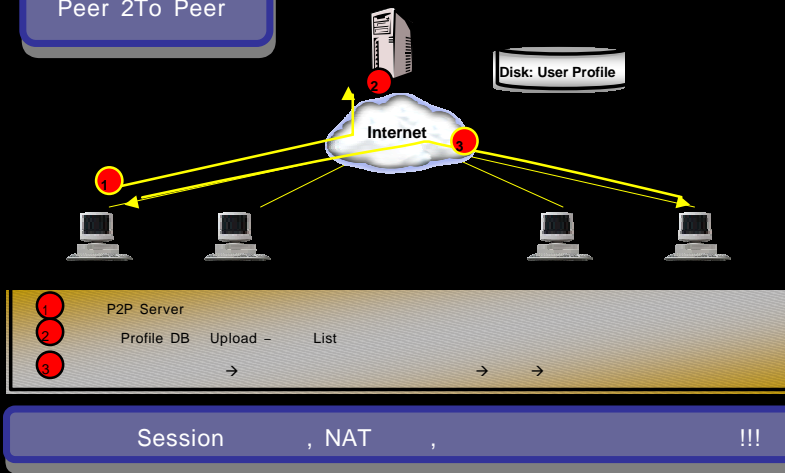 Peer 2To Peer
2
Disk: User Profile
Internet
3
1
1 P2P Server
2 Profile DB Upload – List
3 → → → 
Session , NAT , !!!